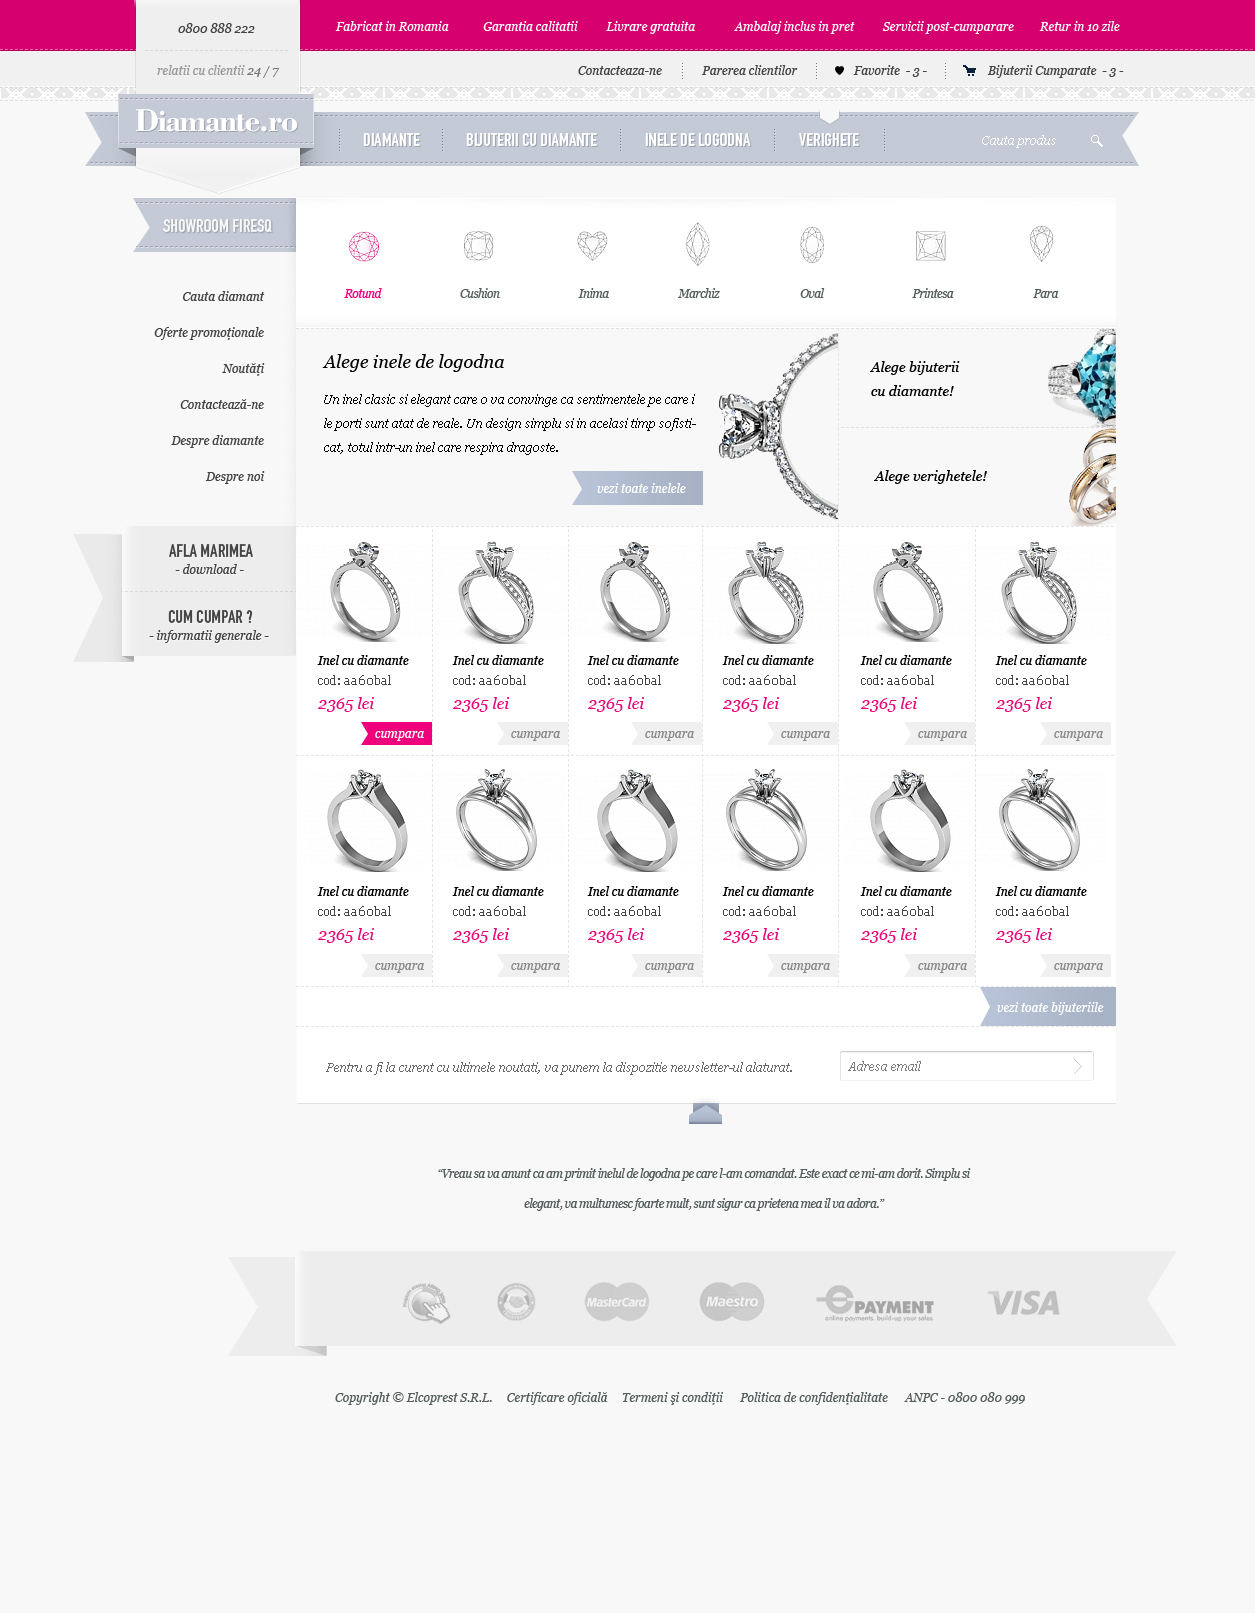 0800 888 222
Fabricat in Romania
Garantia calitatii
Livrare gratuita
Ambalaj inclus in pret
Servicii post-cumparare
Retur in 10 zile
relatii cu clientii 24 / 7
Contacteaza-ne
Parerea clientilor
Favorite - 3 -
Bijuterii Cumparate - 3 -
Diamante.ro
DIAMANTE
BIJUTERII CU DIAMANTE
INELE DE LOGODNA
VERIGHETE
Cauta produs
SHOWROOM FIRESQ
Cauta diamant
Oferte promoționale
Noutăți
Contactează-ne
Despre diamante
Despre noi
AFLA MARIMEA
- download -
CUM CUMPAR ?
- informatii generale -
Rotund
Cushion
Inima
Marchiz
Oval
Printesa
Para
Alege inele de logodna
Un inel clasic si elegant care o va convinge ca sentimentele pe care i
le porti sunt atat de reale. Un design simplu si in acelasi timp sofisti-
cat, totul intr-un inel care respira dragoste.
vezi toate inelele
Alege bijuterii
cu diamante!
Alege verighetele!
Inel cu diamante
cod: aa60bal
2365 lei
cumpara
Inel cu diamante
cod: aa60bal
2365 lei
cumpara
Inel cu diamante
cod: aa60bal
2365 lei
cumpara
Inel cu diamante
cod: aa60bal
2365 lei
cumpara
Inel cu diamante
cod: aa60bal
2365 lei
cumpara
Inel cu diamante
cod: aa60bal
2365 lei
cumpara
Inel cu diamante
cod: aa60bal
2365 lei
cumpara
Inel cu diamante
cod: aa60bal
2365 lei
cumpara
Inel cu diamante
cod: aa60bal
2365 lei
cumpara
Inel cu diamante
cod: aa60bal
2365 lei
cumpara
Inel cu diamante
cod: aa60bal
2365 lei
cumpara
Inel cu diamante
cod: aa60bal
2365 lei
cumpara
vezi toate bijuteriile
Pentru a fi la curent cu ultimele noutati, va punem la dispozitie newsletter-ul alaturat.
Adresa email
“Vreau sa va anunt ca am primit inelul de logodna pe care l-am comandat. Este exact ce mi-am dorit. Simplu si
elegant, va multumesc foarte mult, sunt sigur ca prietena mea il va adora.”
MasterCard
Maestro
ePAYMENT
online payments. build-up your sales
VISA
Copyright © Elcoprest S.R.L.
Certificare oficială
Termeni și condiții
Politica de confidențialitate
ANPC - 0800 080 999